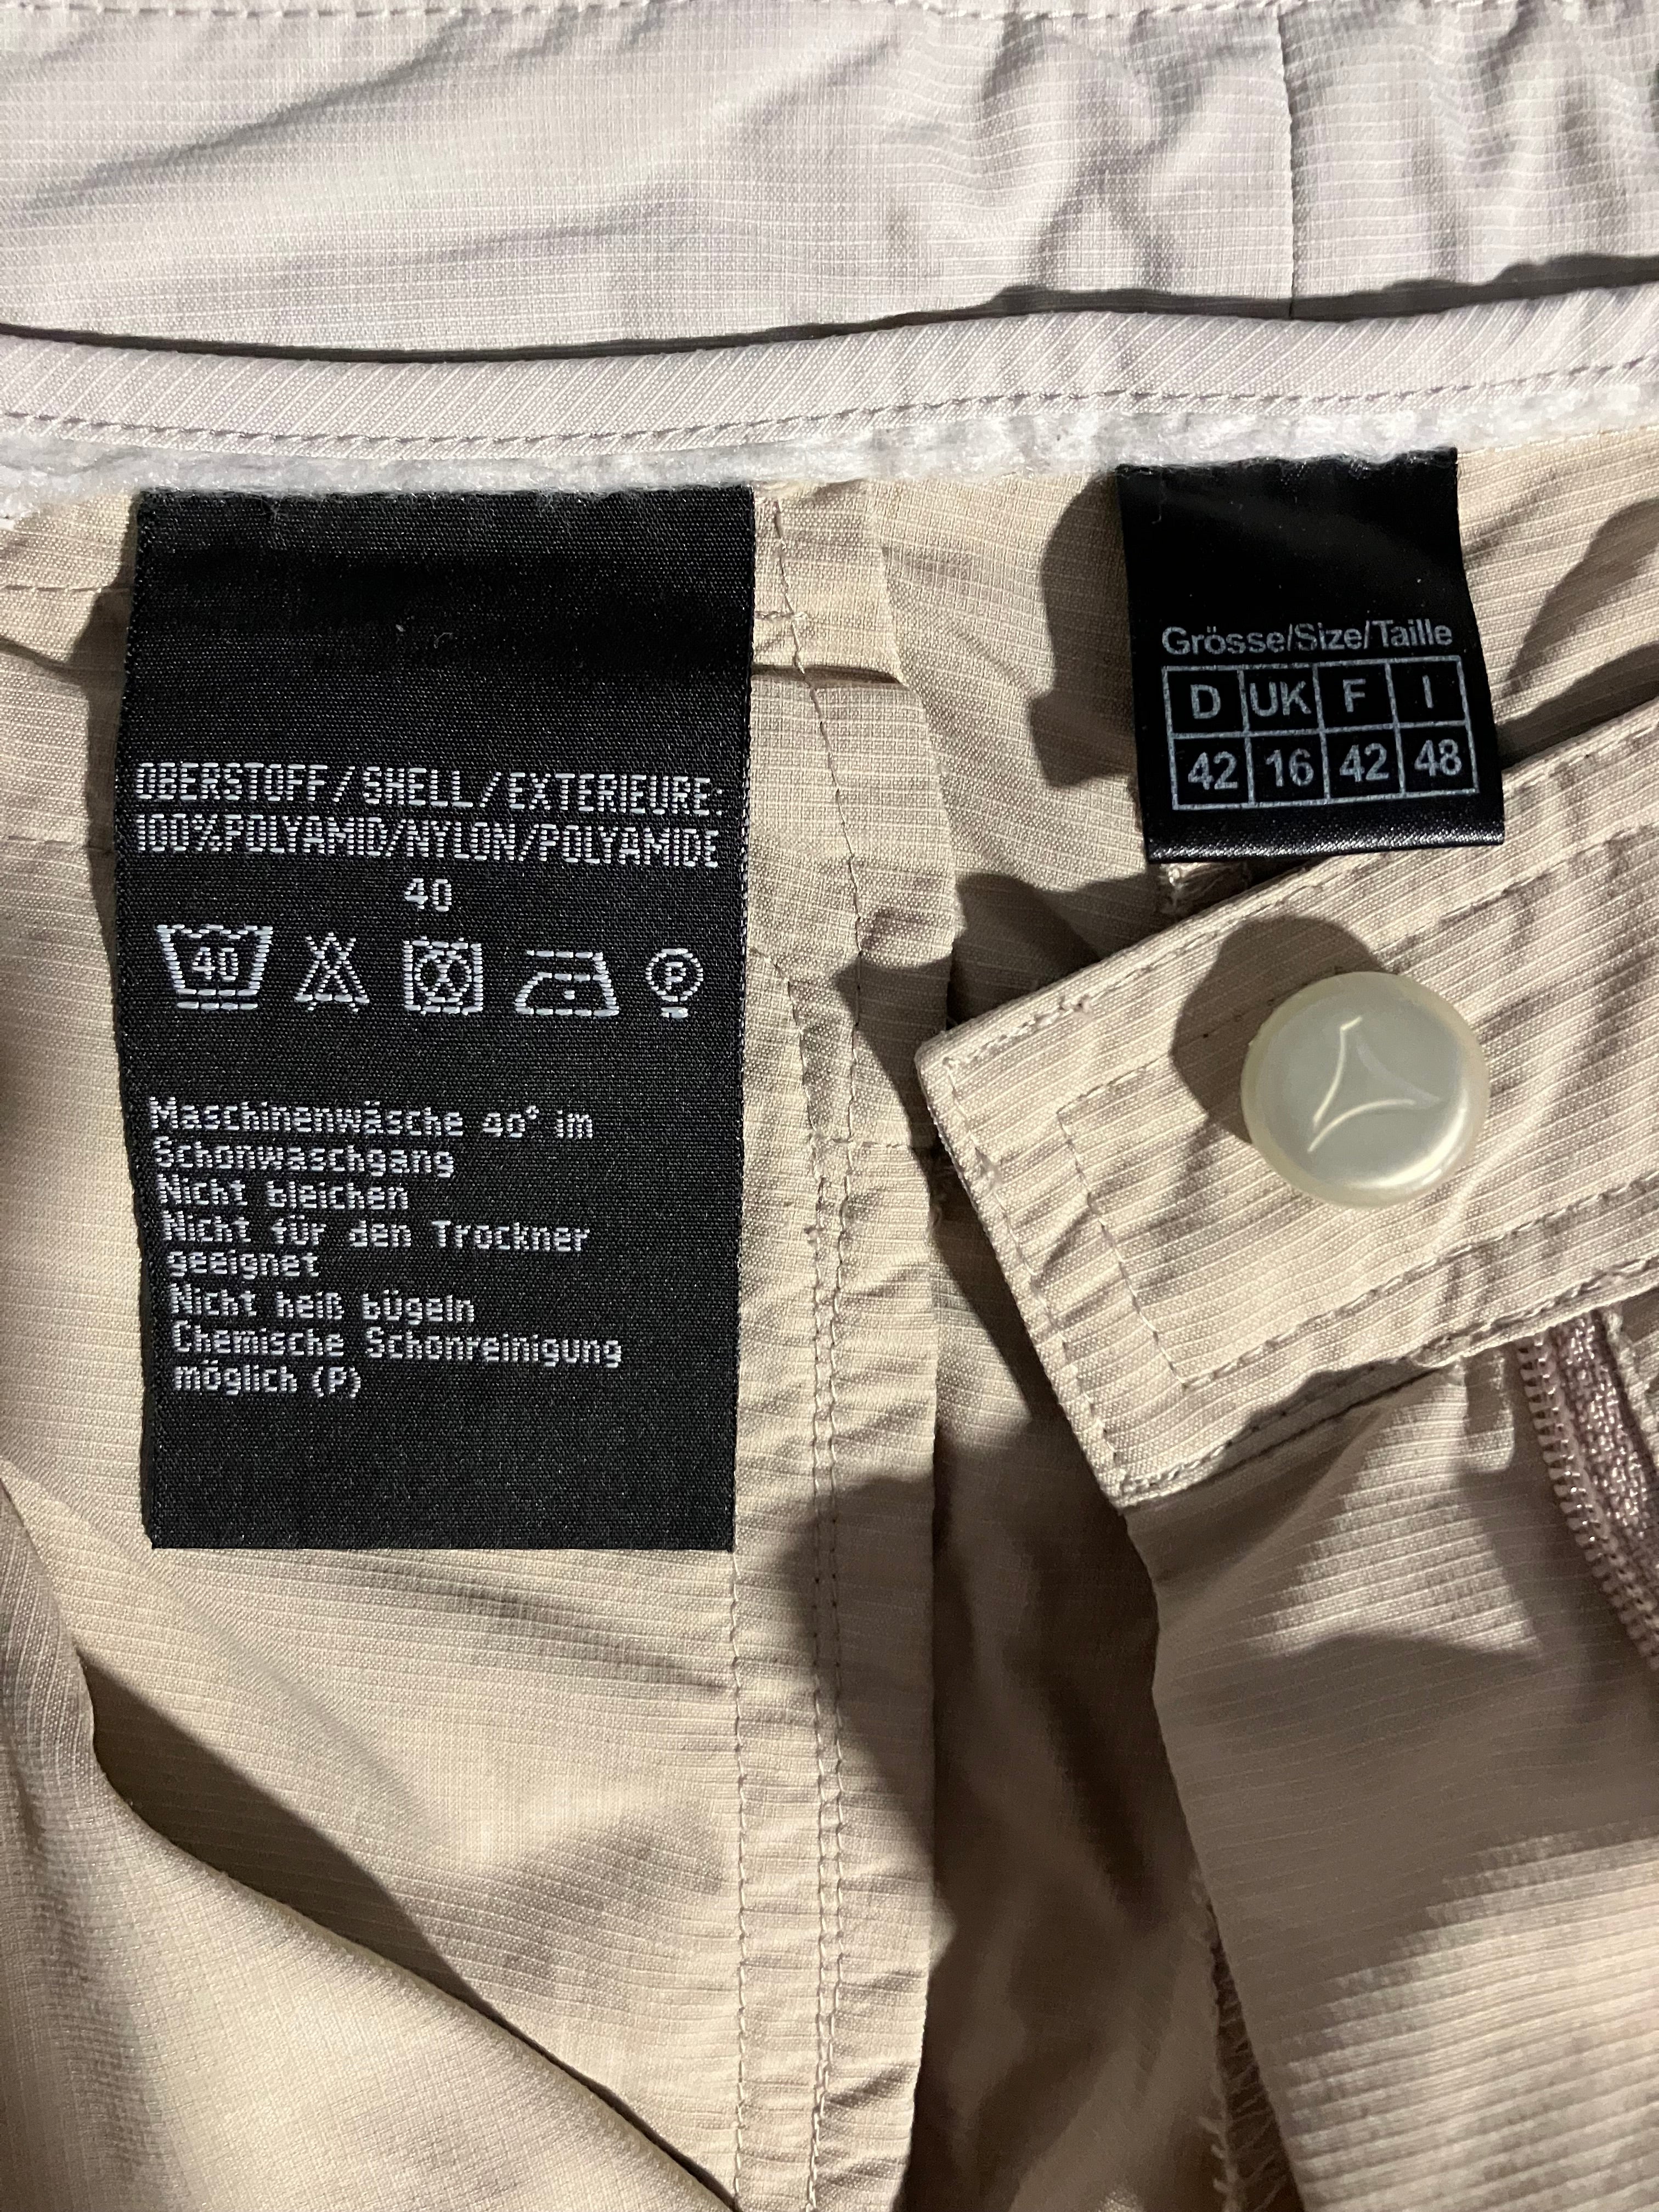 OBERSTOFF/SHELL/EXTERIEURE:
100%POLYAMID/NYLON/POLYAMIDE
40
40 P
Maschinenwäsche 40° im
Schonwaschgang
Nicht bleichen
Nicht für den Trockner
geeignet
Nicht heiß bügeln
Chemische Schonreinigung
möglich (P)
Grösse/Size/Taille
D UK F I
42 16 42 48